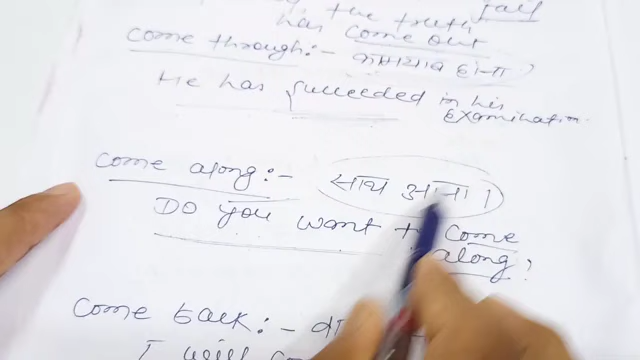 the truth Jail
has come out
Come through:- कामयाब होना ?
He has succeeded in his
Examination.
Come along:- साथ आना ।
Do you want to come
along ?
Come back:-
I will